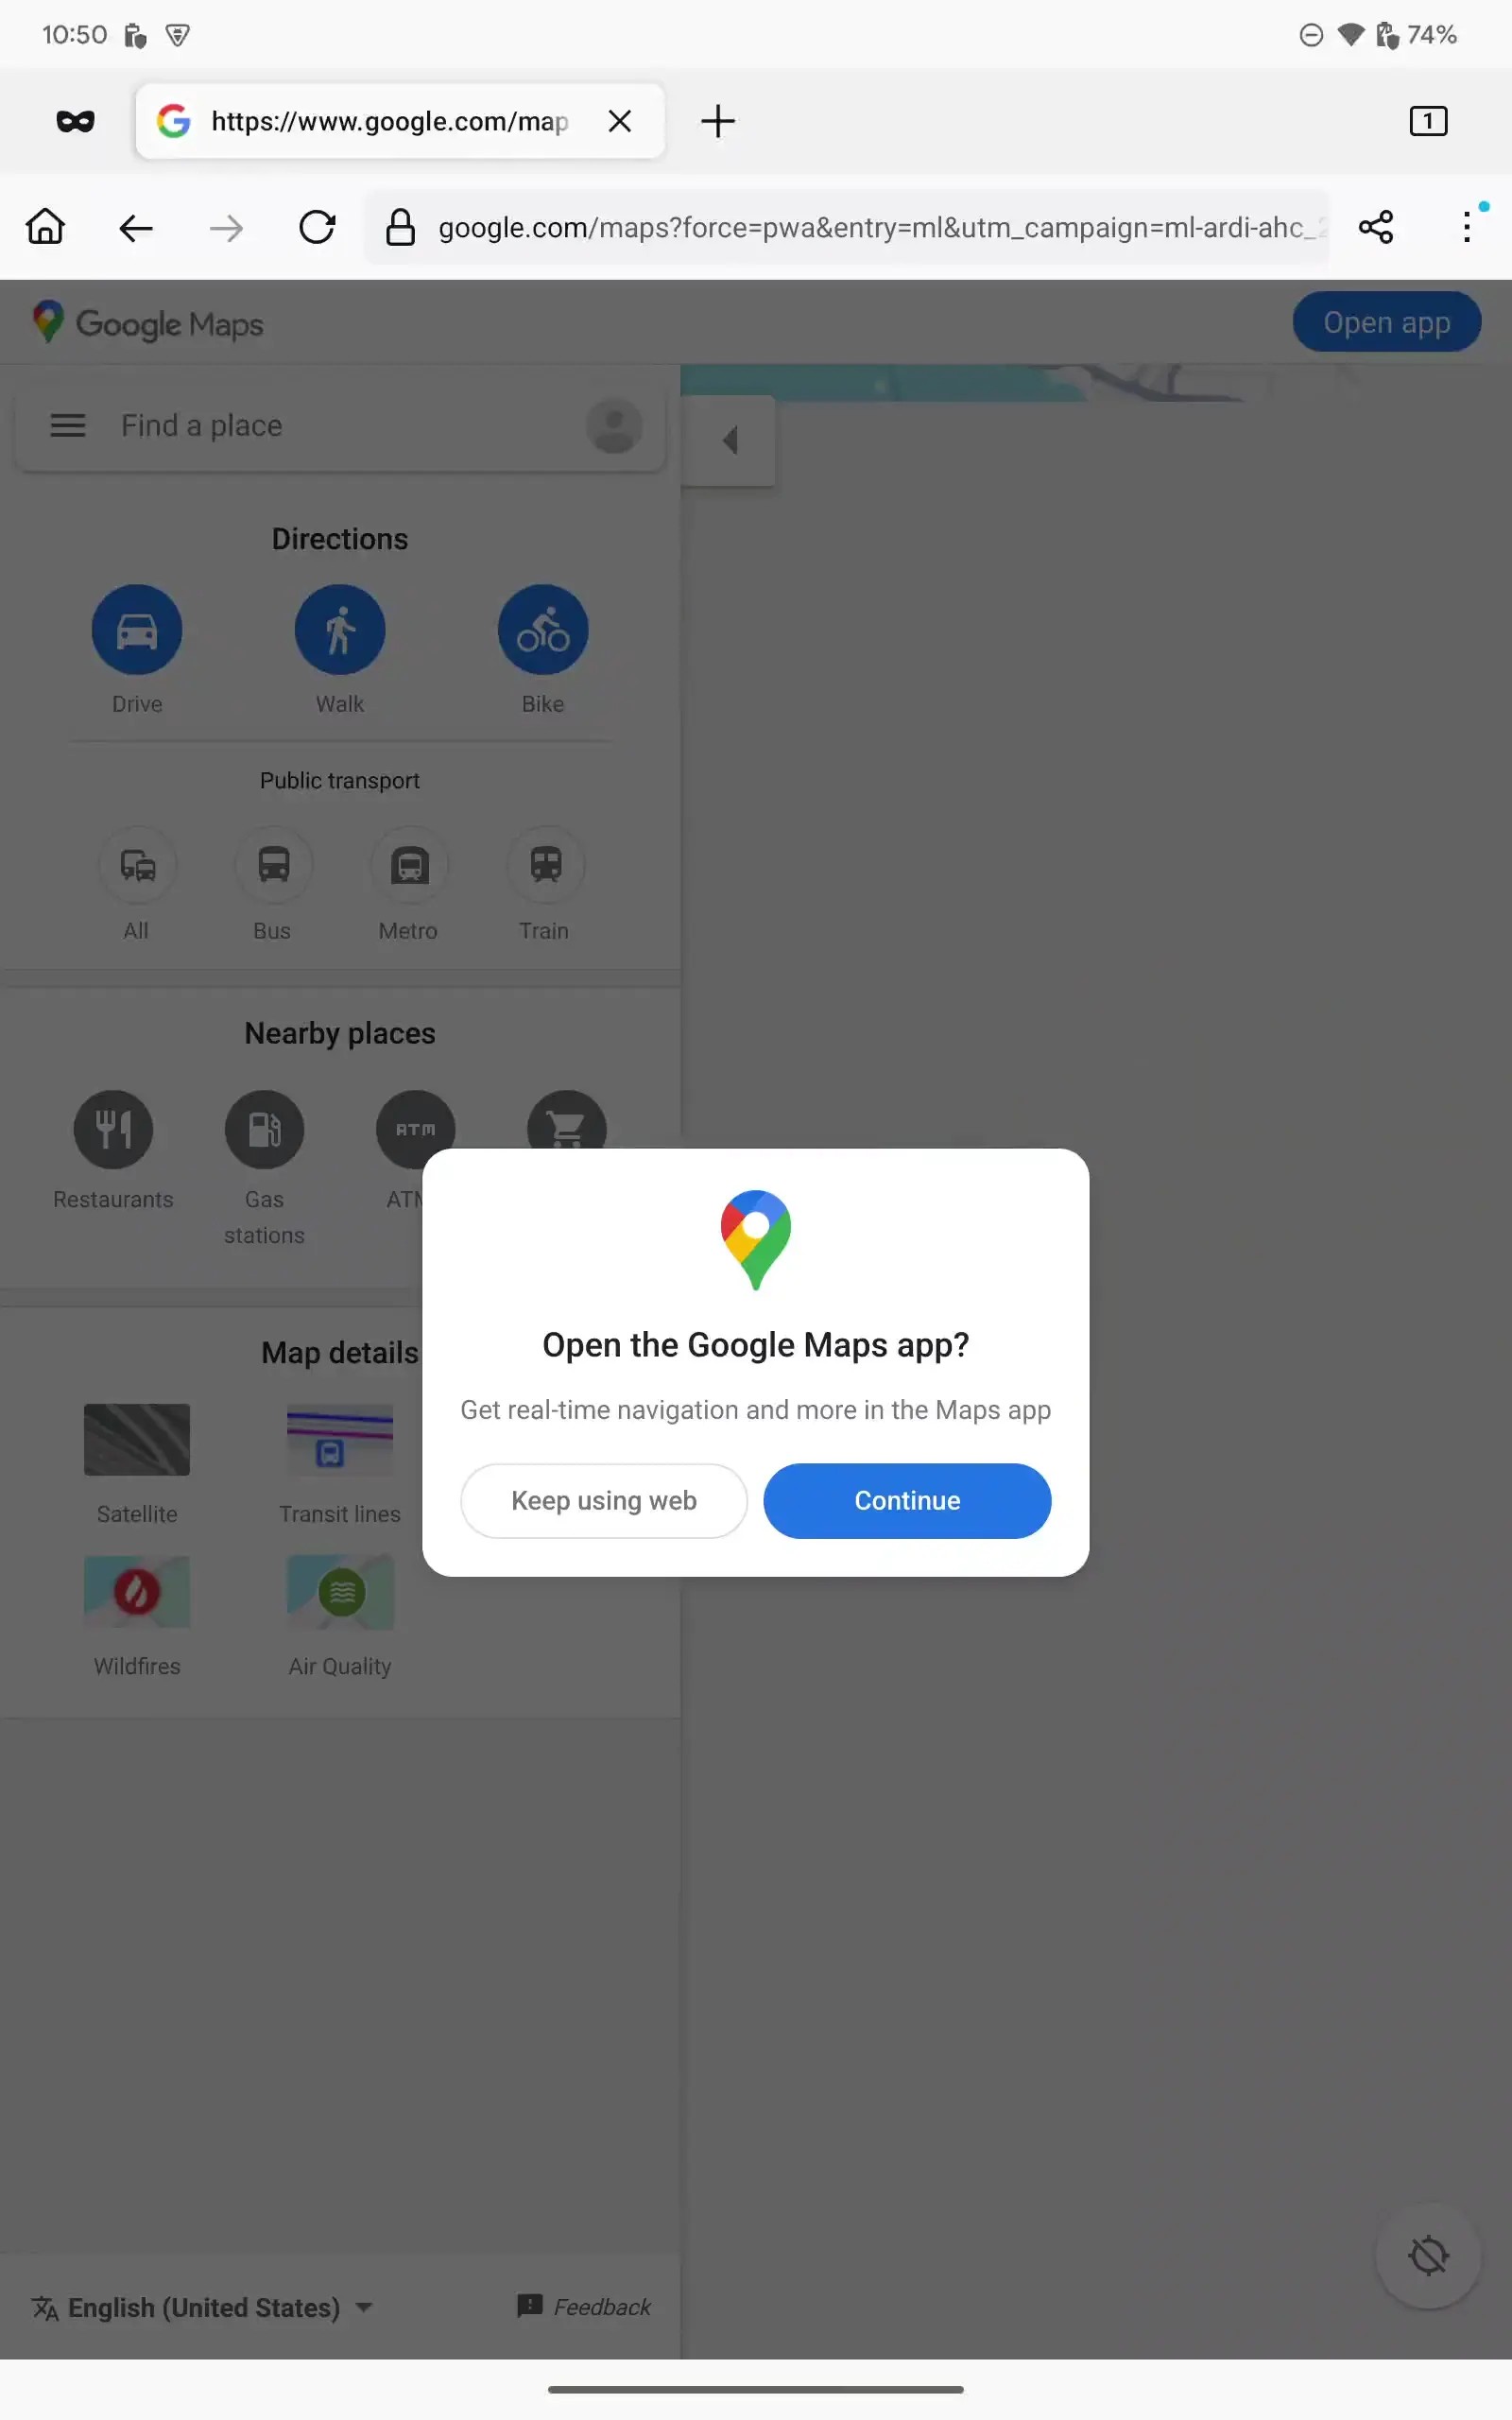 10:50
74%
https://www.google.com/map
1
google.com/maps?force=pwa&entry=ml&utm_campaign=ml-ardi-ahc_
Google Maps
Open app
Find a place
Directions
Drive Walk Bike
Public transport
All Bus Metro Train
Nearby places
ATM
Restaurants Gas stations ATM
Map details
Satellite Transit lines
Wildfires Air Quality
Open the Google Maps app?
Get real-time navigation and more in the Maps app
Keep using web Continue
English (United States)
Feedback